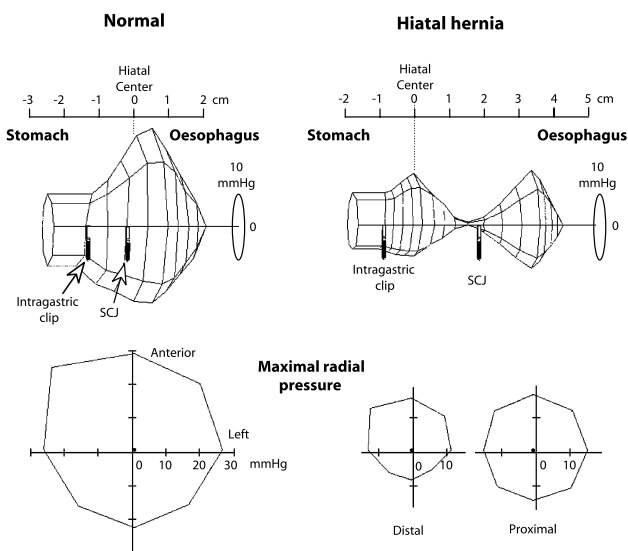 Normal
Hiatal hernia
Hiatal
Center
-3 -2 -1 0 1 2 cm
Hiatal
Center
-2 -1 0 1 2 3 4 5 cm
Stomach
Oesophagus
Stomach
Oesophagus
10
mmHg
0
10
mmHg
0
Intragastric
clip
SCJ
Intragastric
clip
SCJ
Anterior
Maximal radial
pressure
Left
0 10 20 30 mmHg
0 10
0 10
Distal
Proximal